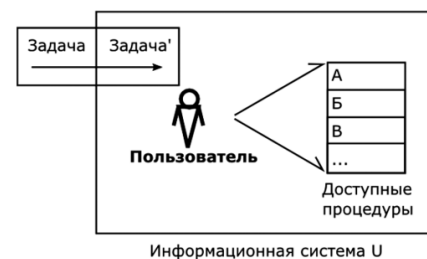 Задача Задача'
А
Б
В
...
Пользователь
Доступные
процедуры
Информационная система U